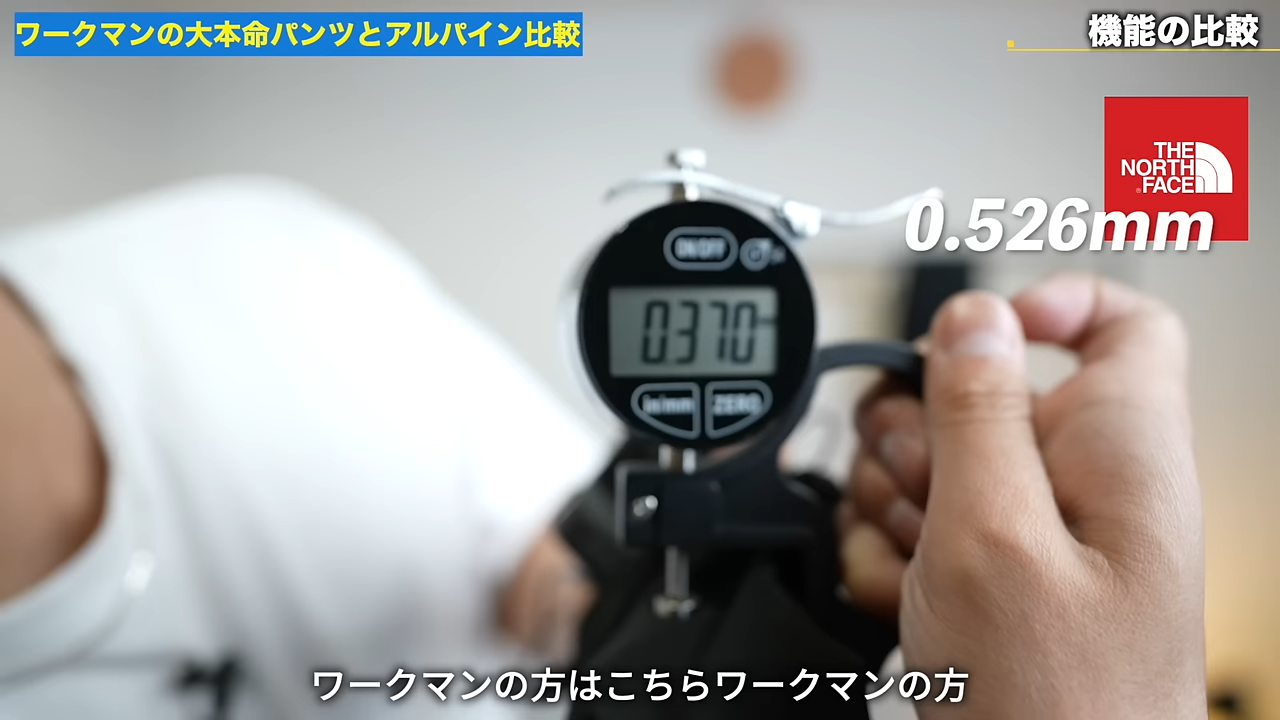 ワークマンの大本命パンツとアルパイン比較
機能の比較
THE
NORTH
FACE
0.526mm
ON/OFF
0.370
in/mm
ZERO
ワークマンの方はこちらワークマンの方